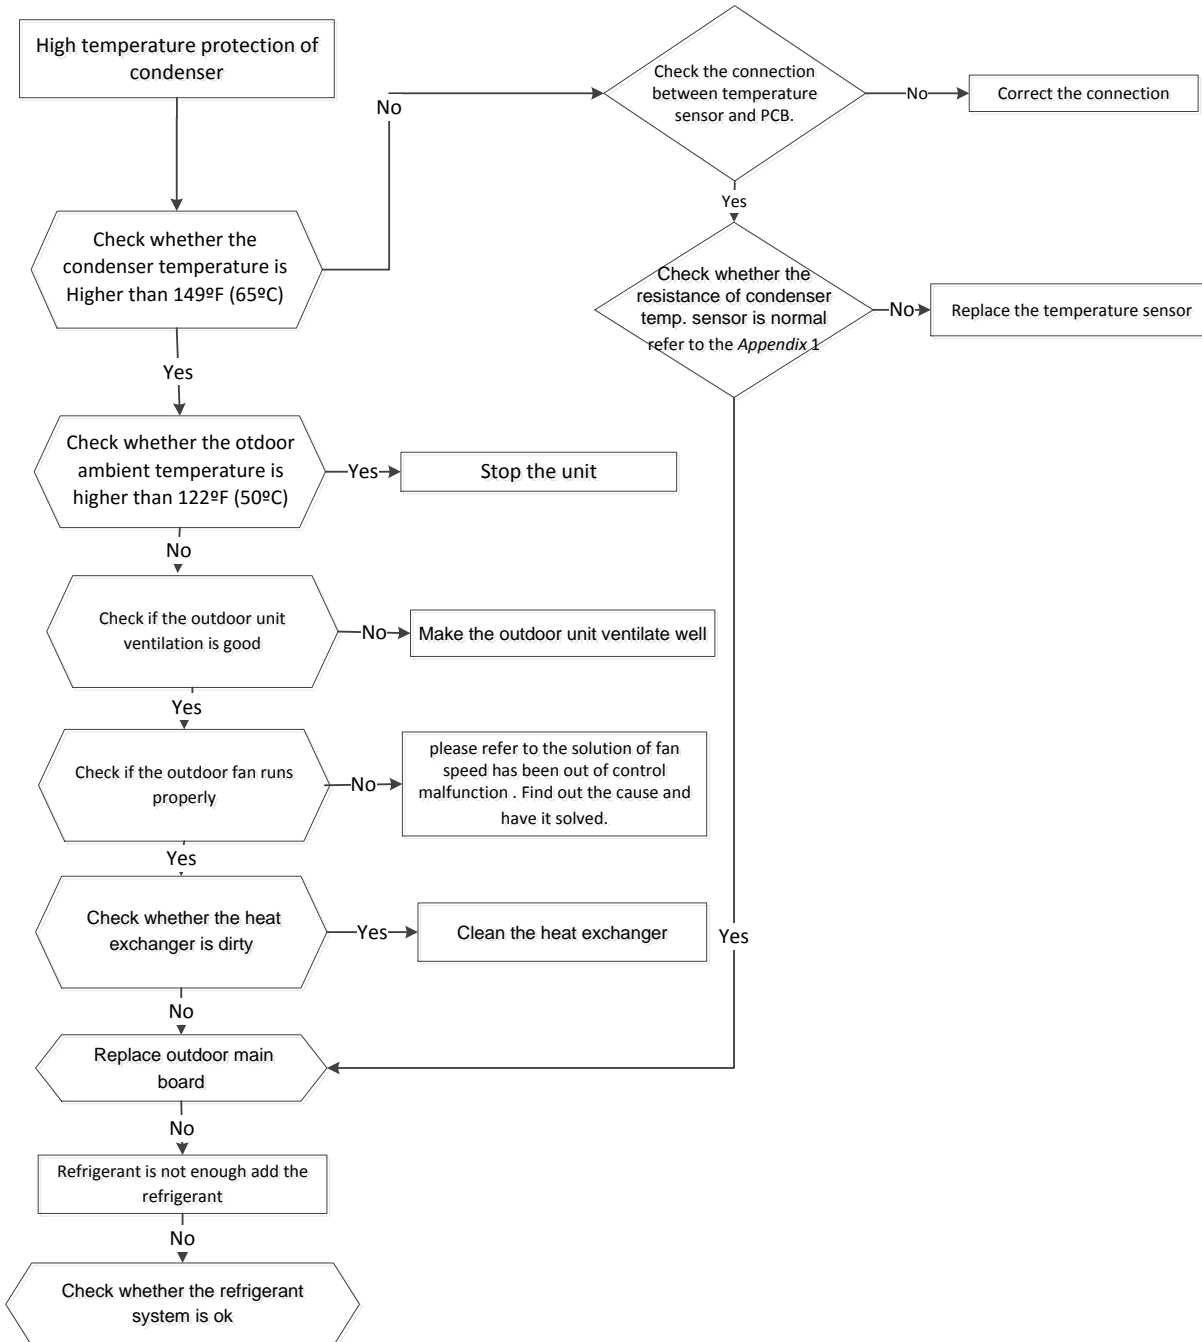 High temperature protection of
condenser
No
Check the connection
between temperature
sensor and PCB.
No
Correct the connection
Yes
Check whether the
condenser temperature is
Higher than 149ºF (65ºC)
Check whether the
resistance of condenser
temp. sensor is normal
refer to the Appendix 1
No
Replace the temperature sensor
Yes
Check whether the otdoor
ambient temperature is
higher than 122ºF (50ºC)
Yes
Stop the unit
No
Check if the outdoor unit
ventilation is good
No
Make the outdoor unit ventilate well
Yes
Check if the outdoor fan runs
properly
No
please refer to the solution of fan
speed has been out of control
malfunction . Find out the cause and
have it solved.
Yes
Check whether the heat
exchanger is dirty
Yes
Clean the heat exchanger
Yes
No
Replace outdoor main
board
No
Refrigerant is not enough add the
refrigerant
No
Check whether the refrigerant
system is ok